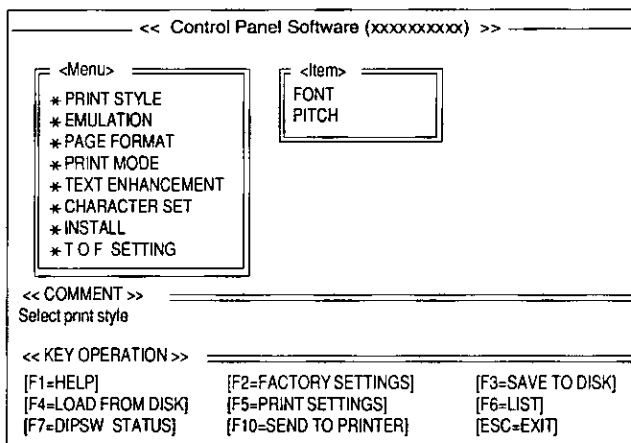 << Control Panel Software (xxxxxxxxxx) >>
<Menu>
* PRINT STYLE
* EMULATION
* PAGE FORMAT
* PRINT MODE
* TEXT ENHANCEMENT
* CHARACTER SET
* INSTALL
* T O F SETTING
<Item>
FONT
PITCH
<< COMMENT >>
Select print style
<< KEY OPERATION >>
[F1=HELP] [F2=FACTORY SETTINGS] [F3=SAVE TO DISK]
[F4=LOAD FROM DISK] [F5=PRINT SETTINGS] [F6=LIST]
[F7=DIPSW STATUS] [F10=SEND TO PRINTER] [ESC=EXIT]